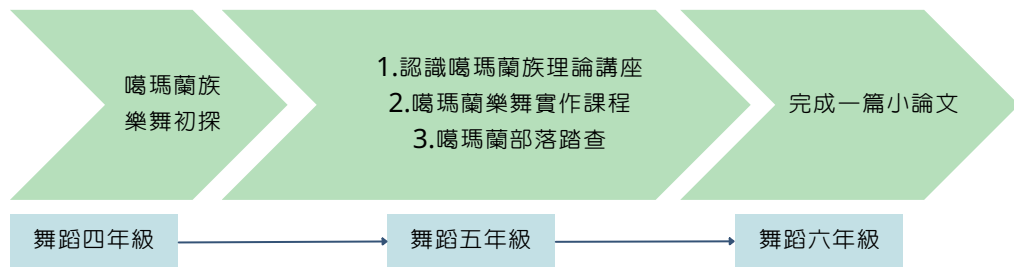 噶瑪蘭族
樂舞初探
1.認識噶瑪蘭族理論講座
2.噶瑪蘭樂舞實作課程
3.噶瑪蘭部落踏查
完成一篇小論文
舞蹈四年級
舞蹈五年級
舞蹈六年級